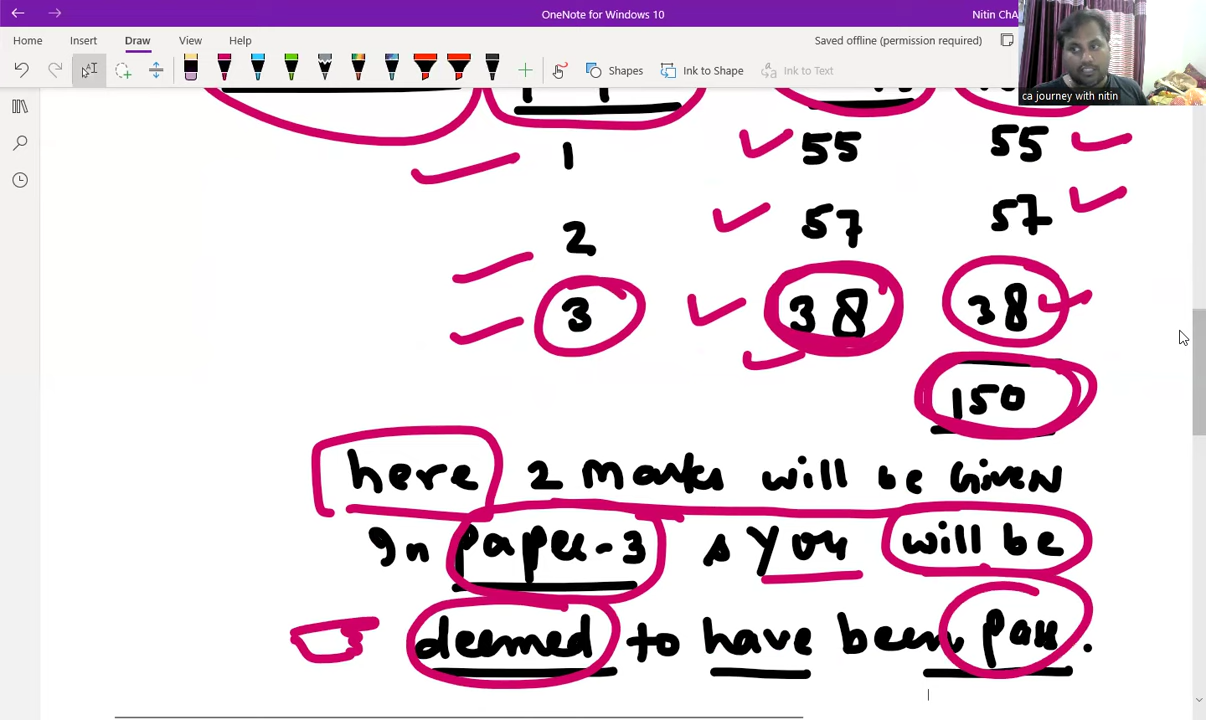 OneNote for Windows 10
Nitin ChA
Home Insert Draw View Help
Saved offline (permission required)
Shapes Ink to Shape Ink to Text
ca journey with nitin
1 55 55
2 57 57
3 38 38
150
here 2 Marks will be Given
In paper-3 & you will be
deemed to have been pass.